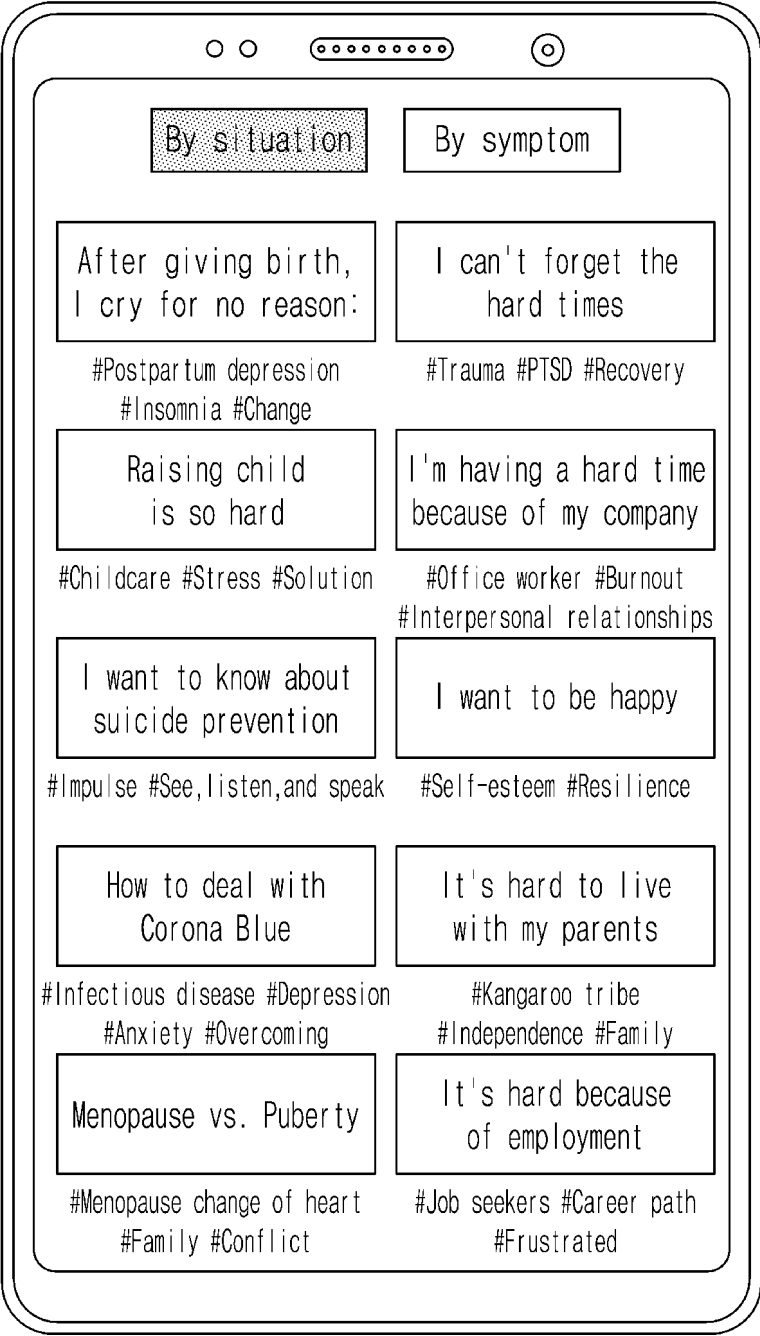 By situation
By symptom
After giving birth,
I cry for no reason:
#Postpartum depression
#Insomnia #Change
I can't forget the
hard times
#Trauma #PTSD #Recovery
Raising child
is so hard
#Childcare #Stress #Solution
I'm having a hard time
because of my company
#Office worker #Burnout
#Interpersonal relationships
I want to know about
suicide prevention
#Impulse #See,listen,and speak
I want to be happy
#Self-esteem #Resilience
How to deal with
Corona Blue
#Infectious disease #Depression
#Anxiety #Overcoming
It's hard to live
with my parents
#Kangaroo tribe
#Independence #Family
Menopause vs. Puberty
#Menopause change of heart
#Family #Conflict
It's hard because
of employment
#Job seekers #Career path
#Frustrated